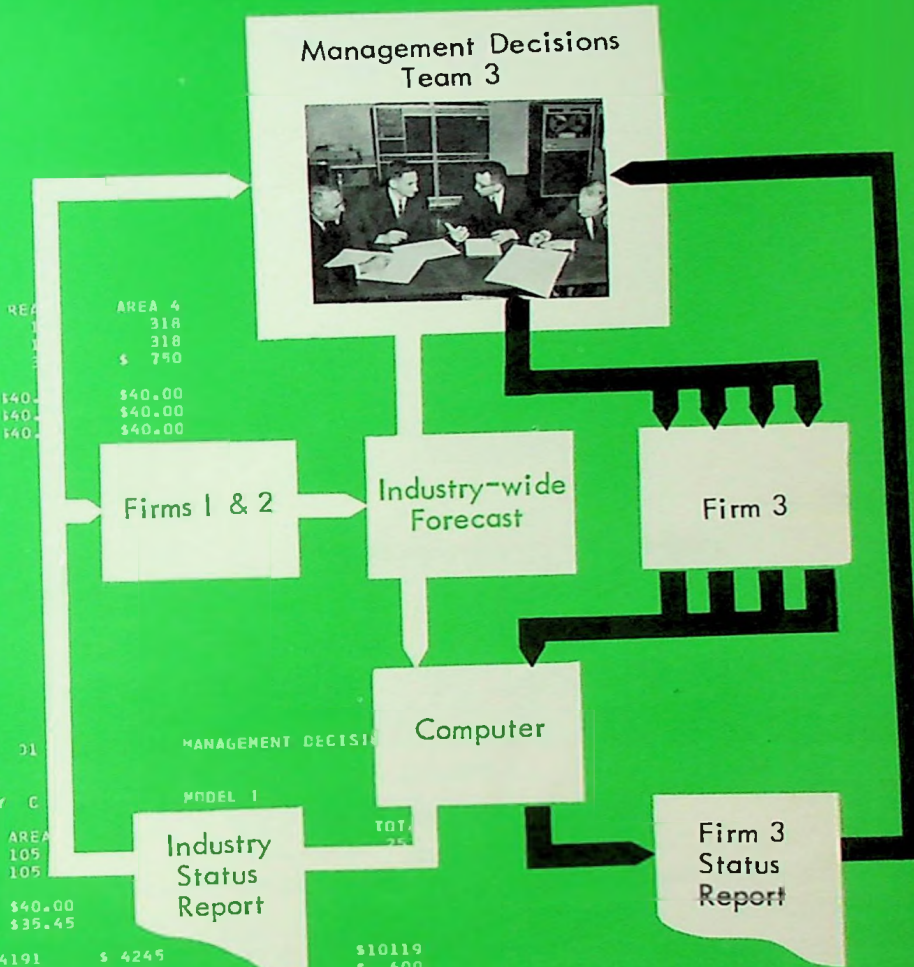 Management Decisions
Team 3
AREA 4
318
318
$ 750
$40.00
$40.00
$40.00
Firms 1 & 2
Industry-wide
Forecast
Firm 3
Computer
MANAGEMENT
MODEL 1
105
105
$40.00
$35.45
Industry
Status
Report
Firm 3
Status
Report
4191 $ 4245 $10119